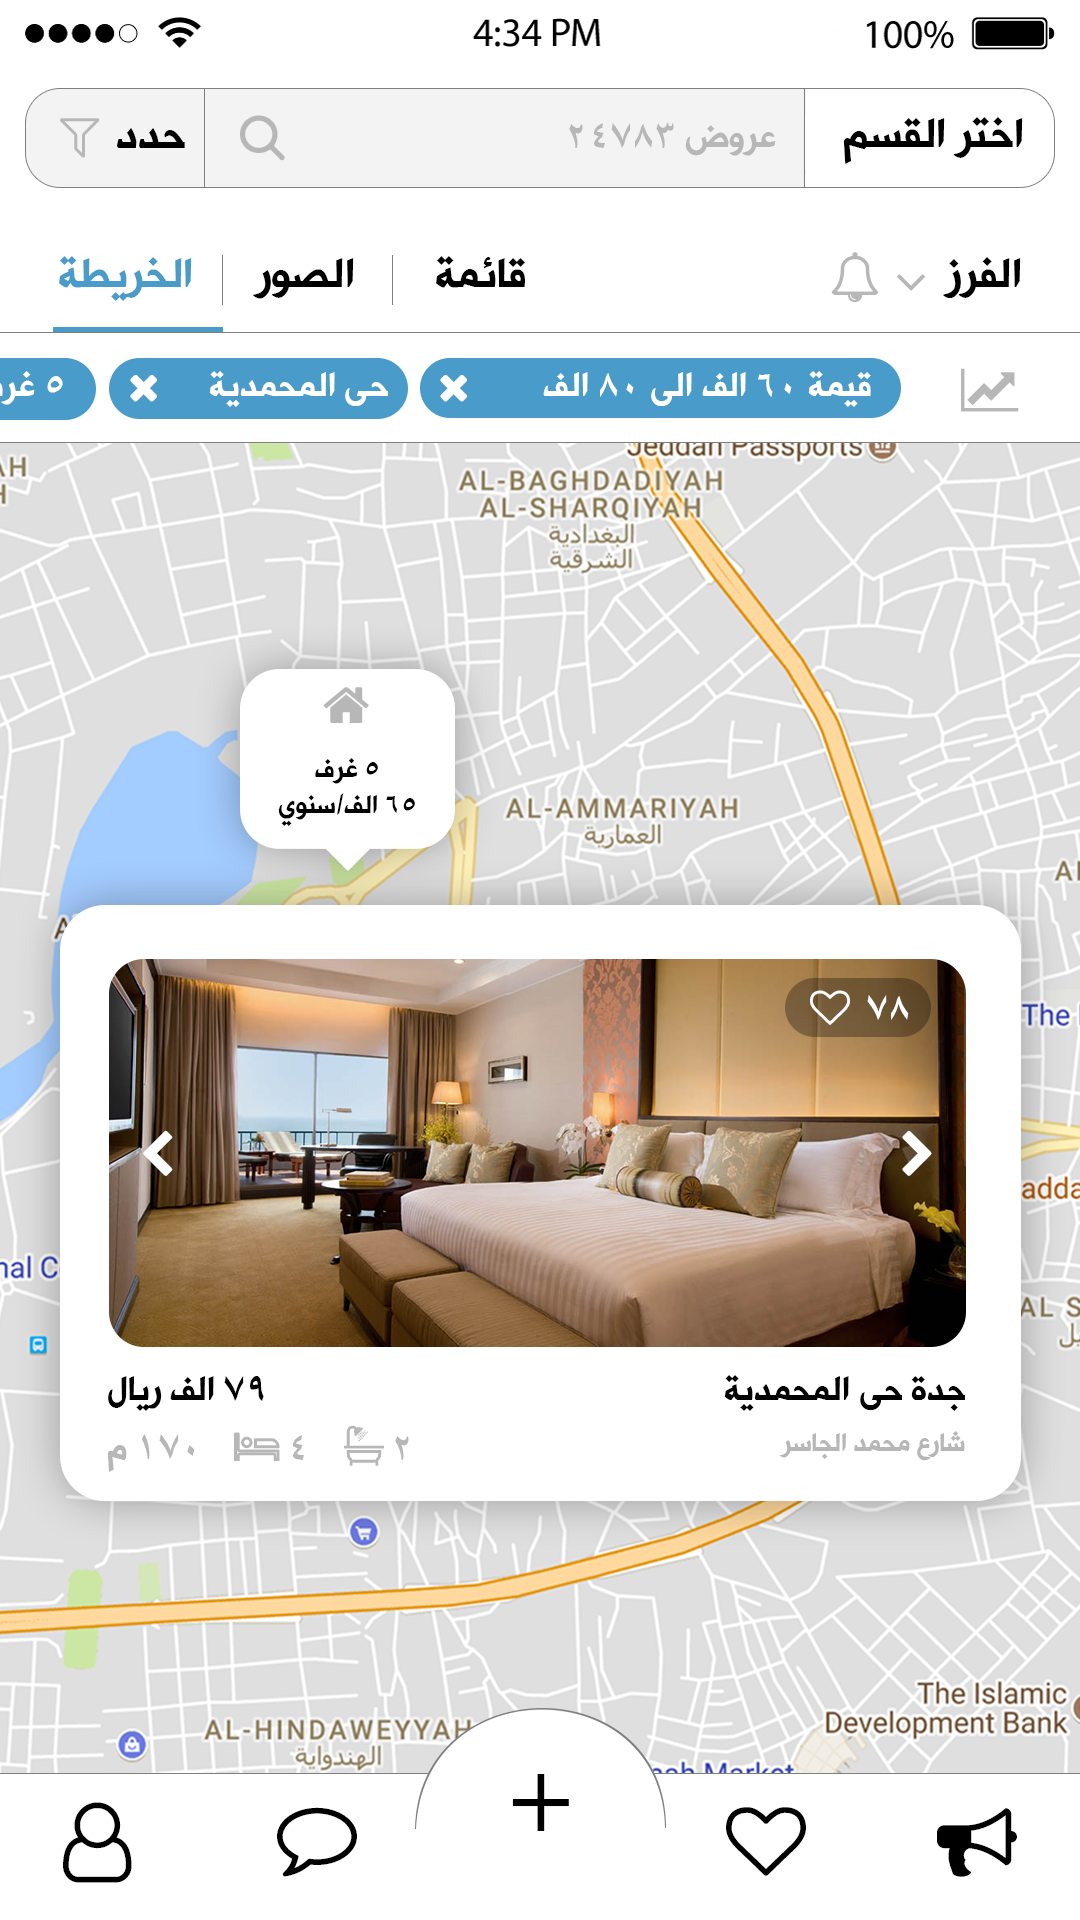 4:34 PM
100%
اختر القسم
عروض ٢٤٧٨٣
حدد
الفرز
قائمة
الصور
الخريطة
قيمة ٦٠ الف الى ٨٠ الف
حى المحمدية
٥
Jeddah Passports
AL-BAGHDADIYAH
AL-SHARQIYAH
البغدادية
الشرقية
٥ غرف
٦٥ الف/سنوي
AL-AMMARIYAH
العمارية
The
٧٨
جدة حى المحمدية
٧٩ الف ريال
شارع محمد الجاسر
٢
٤
١٧٠ م
The Islamic
Development Bank
AL-HINDAWEYYAH
الهندواية
Market